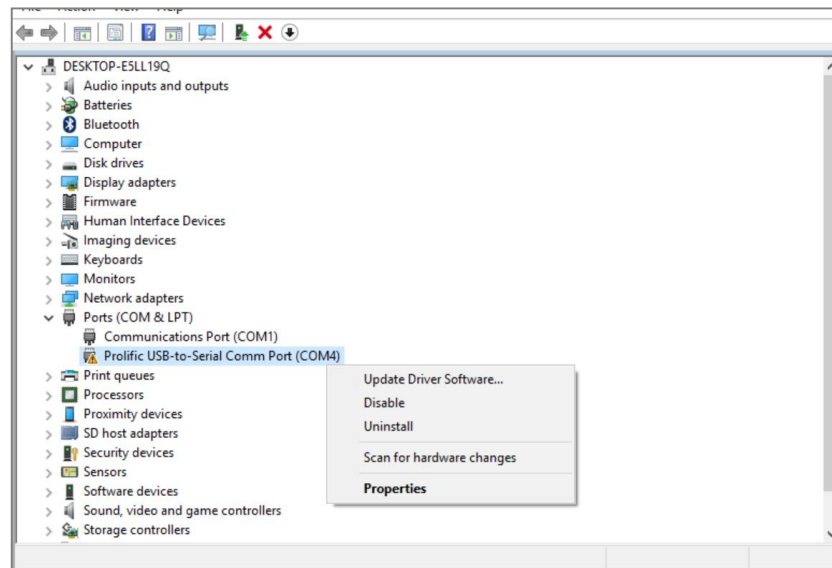 DESKTOP-E5LL19Q
Audio inputs and outputs
Batteries
Bluetooth
Computer
Disk drives
Display adapters
Firmware
Human Interface Devices
Imaging devices
Keyboards
Monitors
Network adapters
Ports (COM & LPT)
Communications Port (COM1)
Prolific USB-to-Serial Comm Port (COM4)
Print queues
Processors
Proximity devices
SD host adapters
Security devices
Sensors
Software devices
Sound, video and game controllers
Storage controllers
Update Driver Software...
Disable
Uninstall
Scan for hardware changes
Properties